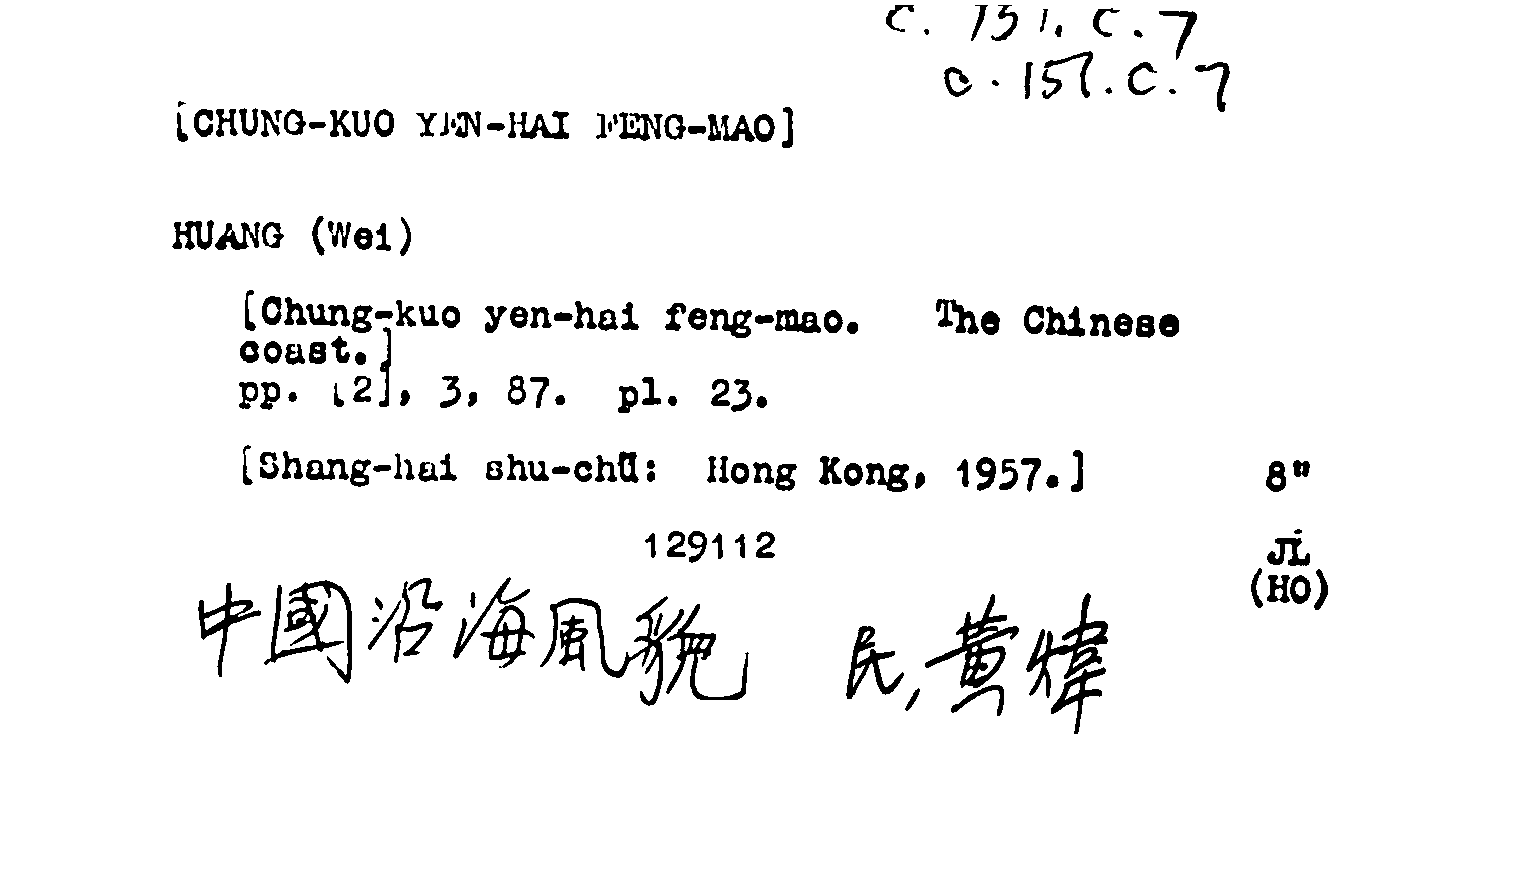 c. 151. c. 7
c. 151. c. 7
[CHUNG-KUO YEN-HAI FENG-MAO]
HUANG (Wei)
[Chung-kuo yen-hai feng-mao. The Chinese
coast.]
pp. [2], 3, 87. pl. 23.
[Shang-hai shu-chü: Hong Kong, 1957.] 8"
129112 JL
(HO)
中國沿海風貌 民,黃煒